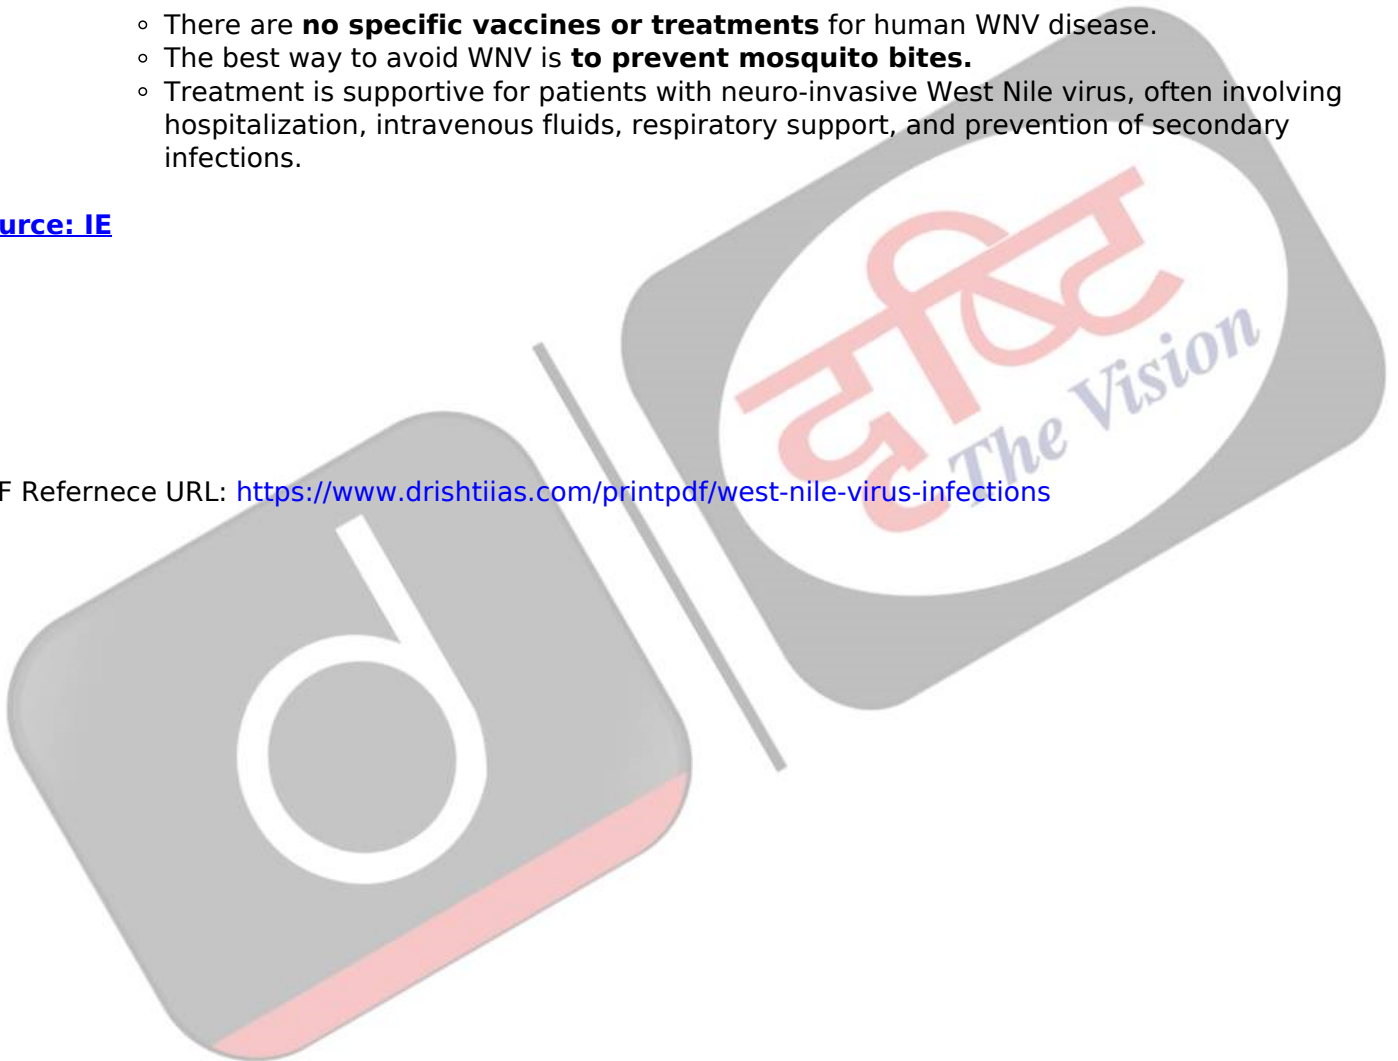 ◦ There are no specific vaccines or treatments for human WNV disease.
◦ The best way to avoid WNV is to prevent mosquito bites.
◦ Treatment is supportive for patients with neuro-invasive West Nile virus, often involving
hospitalization, intravenous fluids, respiratory support, and prevention of secondary
infections.
urce: IE
दृष्टि
The Vision
F Refernece URL: https://www.drishtiias.com/printpdf/west-nile-virus-infections
d